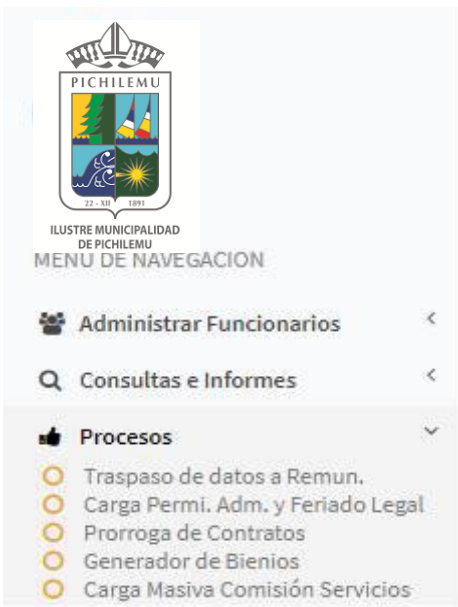 PICHILEMU
22 - XII 1891
ILUSTRE MUNICIPALIDAD
DE PICHILEMU
MENU DE NAVEGACION
Administrar Funcionarios
Consultas e Informes
Procesos
Traspaso de datos a Remun.
Carga Permi. Adm. y Feriado Legal
Prorroga de Contratos
Generador de Bienios
Carga Masiva Comisión Servicios